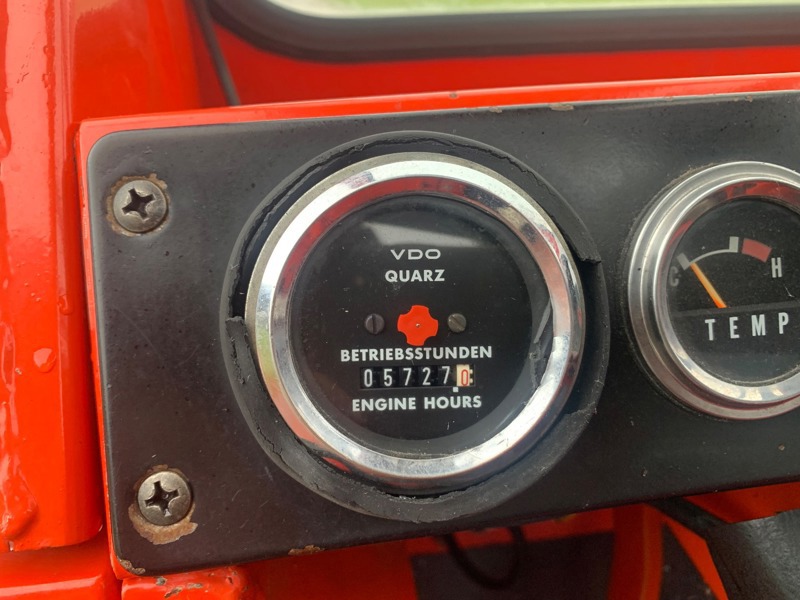 VDO
QUARZ
BETRIEBSSTUNDEN
057270
ENGINE HOURS
C
H
TEMP